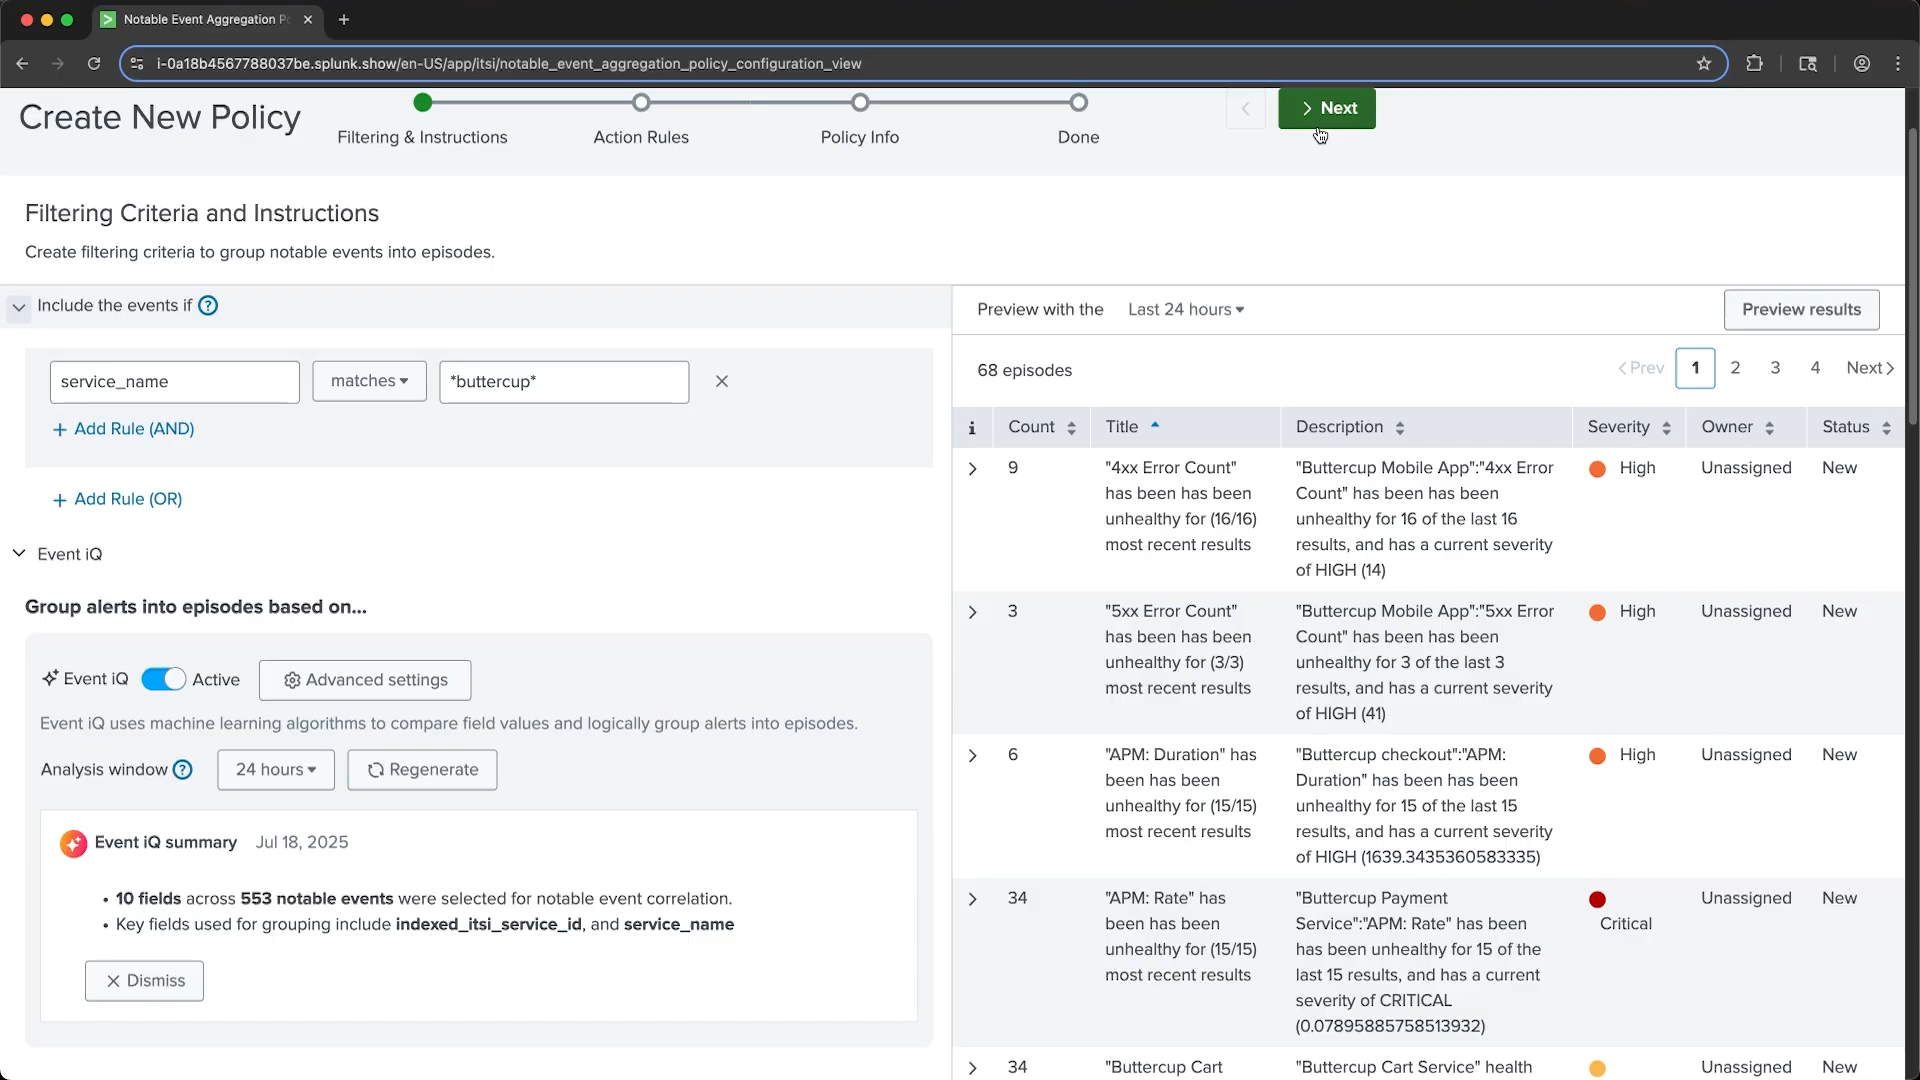 Notable Event Aggregation P
i-0a18b4567788037be.splunk.show/en-US/app/itsi/notable_event_aggregation_policy_configuration_view
Create New Policy
Filtering & Instructions
Action Rules
Policy Info
Done
Next
Filtering Criteria and Instructions
Create filtering criteria to group notable events into episodes.
Include the events if ?
service_name
matches
*buttercup*
+ Add Rule (AND)
+ Add Rule (OR)
Event iQ
Group alerts into episodes based on...
Event iQ
Active
Advanced settings
Event iQ uses machine learning algorithms to compare field values and logically group alerts into episodes.
Analysis window ?
24 hours
Regenerate
Event iQ summary
Jul 18, 2025
• 10 fields across 553 notable events were selected for notable event correlation.
• Key fields used for grouping include indexed_itsi_service_id, and service_name
Dismiss
Preview with the
Last 24 hours
Preview results
68 episodes
Prev
1
2
3
4
Next
i
Count
Title
Description
Severity
Owner
Status
9
"4xx Error Count"
has been has been
unhealthy for (16/16)
most recent results
"Buttercup Mobile App":"4xx Error
Count" has been has been
unhealthy for 16 of the last 16
results, and has a current severity
of HIGH (14)
High
Unassigned
New
3
"5xx Error Count"
has been has been
unhealthy for (3/3)
most recent results
"Buttercup Mobile App":"5xx Error
Count" has been has been
unhealthy for 3 of the last 3
results, and has a current severity
of HIGH (41)
High
Unassigned
New
6
"APM: Duration" has
been has been
unhealthy for (15/15)
most recent results
"Buttercup checkout":"APM:
Duration" has been has been
unhealthy for 15 of the last 15
results, and has a current severity
of HIGH (1639.3435360583335)
High
Unassigned
New
34
"APM: Rate" has
been has been
unhealthy for (15/15)
most recent results
"Buttercup Payment
Service":"APM: Rate" has been
has been unhealthy for 15 of the
last 15 results, and has a current
severity of CRITICAL
(0.07895885758513932)
Critical
Unassigned
New
34
"Buttercup Cart
"Buttercup Cart Service" health
Unassigned
New